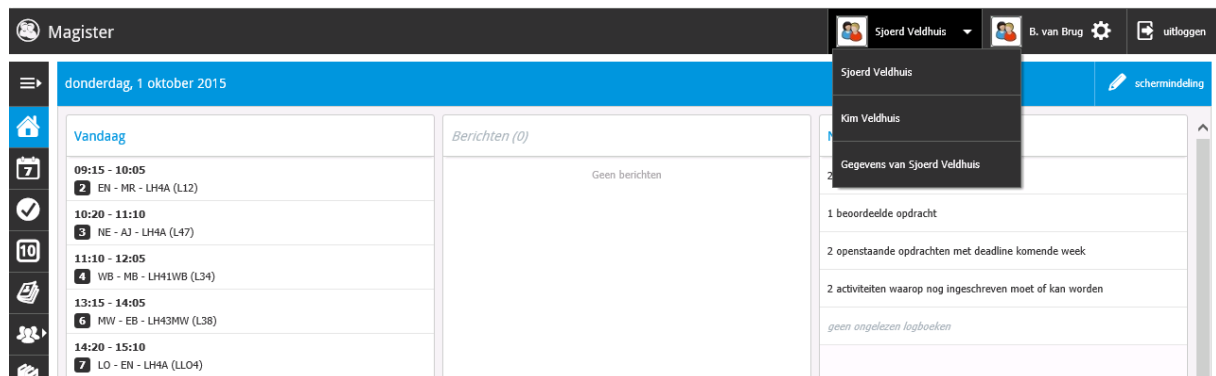 Magister
Sjoerd Veldhuis
B. van Brug
uitloggen
donderdag, 1 oktober 2015
schermindeling
Sjoerd Veldhuis
Kim Veldhuis
Gegevens van Sjoerd Veldhuis
7
10
Vandaag
09:15 - 10:05
2 EN - MR - LH4A (L12)
10:20 - 11:10
3 NE - AJ - LH4A (L47)
11:10 - 12:05
4 WB - MB - LH41WB (L34)
13:15 - 14:05
6 MW - EB - LH43MW (L38)
14:20 - 15:10
7 LO - EN - LH4A (LLO4)
Berichten (0)
Geen berichten
1 beoordeelde opdracht
2 openstaande opdrachten met deadline komende week
2 activiteiten waarop nog ingeschreven moet of kan worden
geen ongelezen logboeken